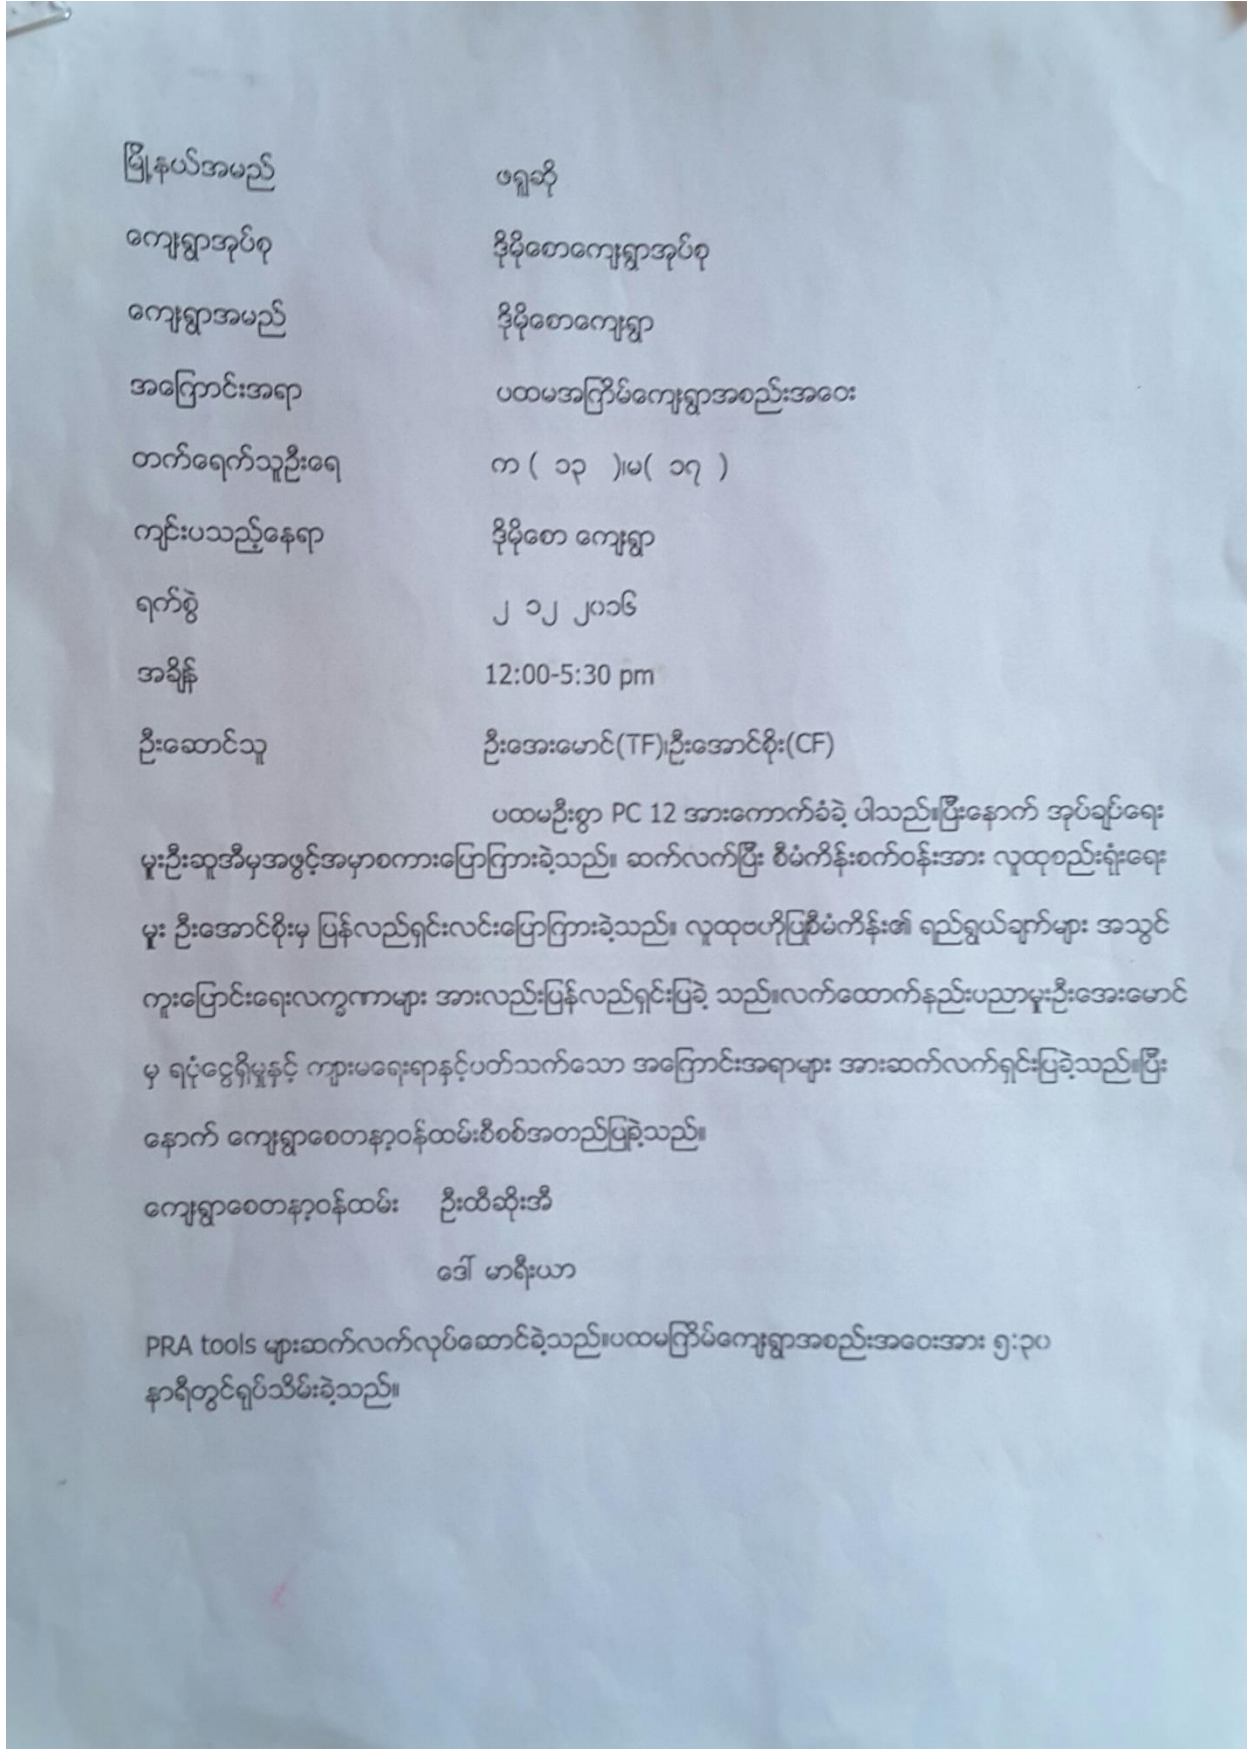 မြို့နယ်အမည် ဖရူဆို
ကျေးရွာအုပ်စု ဒိုမိုစောကျေးရွာအုပ်စု
ကျေးရွာအမည် ဒိုမိုစောကျေးရွာ
အကြောင်းအရာ ပထမအကြိမ်ကျေးရွာအစည်းအဝေး
တက်ရောက်သူဦးရေ က ( ၁၃ )၊မ( ၁၇ )
ကျင်းပသည့်နေရာ ဒိုမိုစော ကျေးရွာ
ရက်စွဲ ၂ ၁၂ ၂၀၁၆
အချိန် 12:00-5:30 pm
ဦးဆောင်သူ ဦးအေးမောင်(TF)၊ဦးအောင်စိုး(CF)
ပထမဦးစွာ PC 12 အားကောက်ခံခဲ့ ပါသည်။ပြီးနောက် အုပ်ချုပ်ရေး
မှူးဦးဆူအီမှအဖွင့်အမှာစကားပြောကြားခဲ့သည်။ ဆက်လက်ပြီး စီမံကိန်းစက်ဝန်းအား လူထုစည်းရုံးရေး
မှူး ဦးအောင်စိုးမှ ပြန်လည်ရှင်းလင်းပြောကြားခဲ့သည်။ လူထုဗဟိုပြုစီမံကိန်း၏ ရည်ရွယ်ချက်များ အသွင်
ကူးပြောင်းရေးလက္ခဏာများ အားလည်းပြန်လည်ရှင်းပြခဲ့ သည်။လက်ထောက်နည်းပညာမှူးဦးအေးမောင်
မှ ရပုံငွေရှိမှုနှင့် ကျားမရေးရာနှင့်ပတ်သက်သော အကြောင်းအရာများ အားဆက်လက်ရှင်းပြခဲ့သည်။ပြီး
နောက် ကျေးရွာစေတနာ့ဝန်ထမ်းစိစစ်အတည်ပြုခဲ့သည်။
ကျေးရွာစေတနာ့ဝန်ထမ်း ဦးထီဆိုးအီ
ဒေါ် မာရီးယာ
PRA tools များဆက်လက်လုပ်ဆောင်ခဲ့သည်။ပထမကြိမ်ကျေးရွာအစည်းအဝေးအား ၅:၃၀
နာရီတွင်ရုပ်သိမ်းခဲ့သည်။